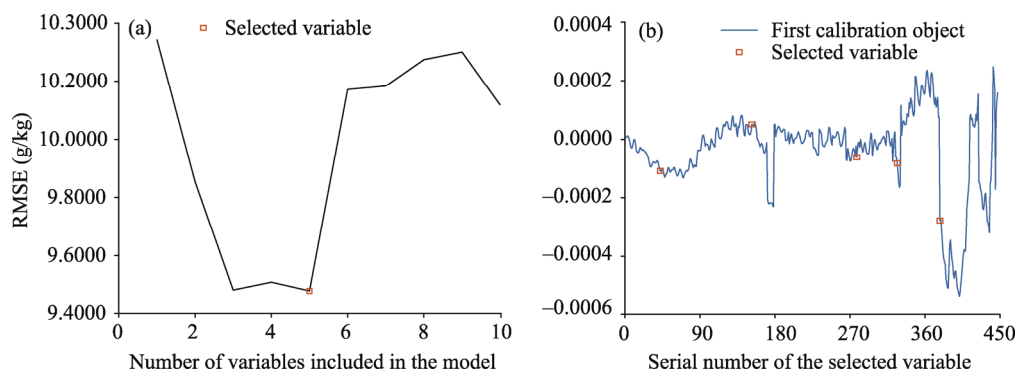 (a)
Selected variable
RMSE (g/kg)
10.3000
10.2000
10.0000
9.8000
9.6000
9.4000
0 2 4 6 8 10
Number of variables included in the model
(b)
First calibration object
Selected variable
0.0004
0.0002
0.0000
−0.0002
−0.0004
−0.0006
0 90 180 270 360 450
Serial number of the selected variable